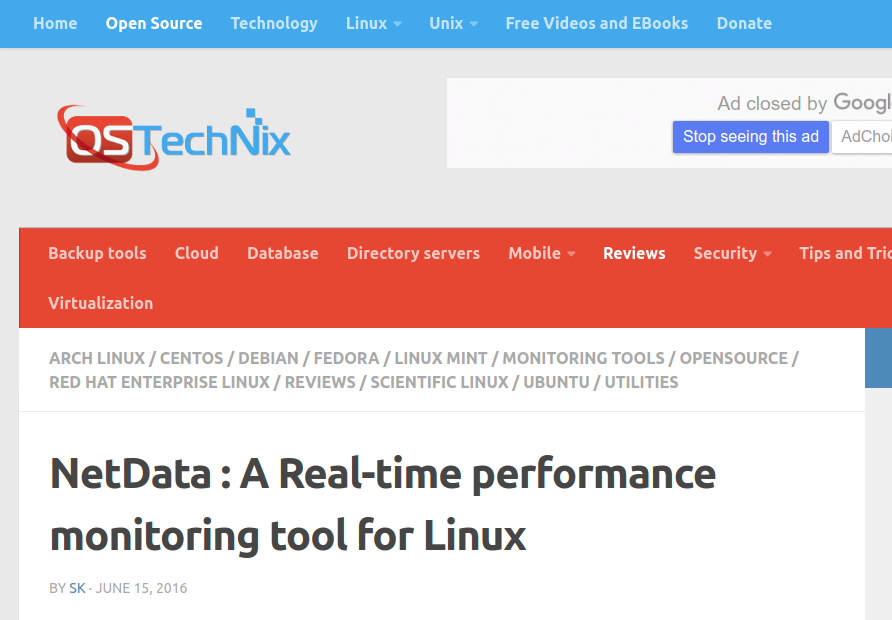 Home Open Source Technology Linux Unix Free Videos and EBooks Donate
OSTechNix
Ad closed by
Stop seeing this ad
Backup tools Cloud Database Directory servers Mobile Reviews Security Tips and
Virtualization
ARCH LINUX / CENTOS / DEBIAN / FEDORA / LINUX MINT / MONITORING TOOLS / OPENSOURCE /
RED HAT ENTERPRISE LINUX / REVIEWS / SCIENTIFIC LINUX / UBUNTU / UTILITIES
NetData : A Real-time performance
monitoring tool for Linux
BY SK · JUNE 15, 2016